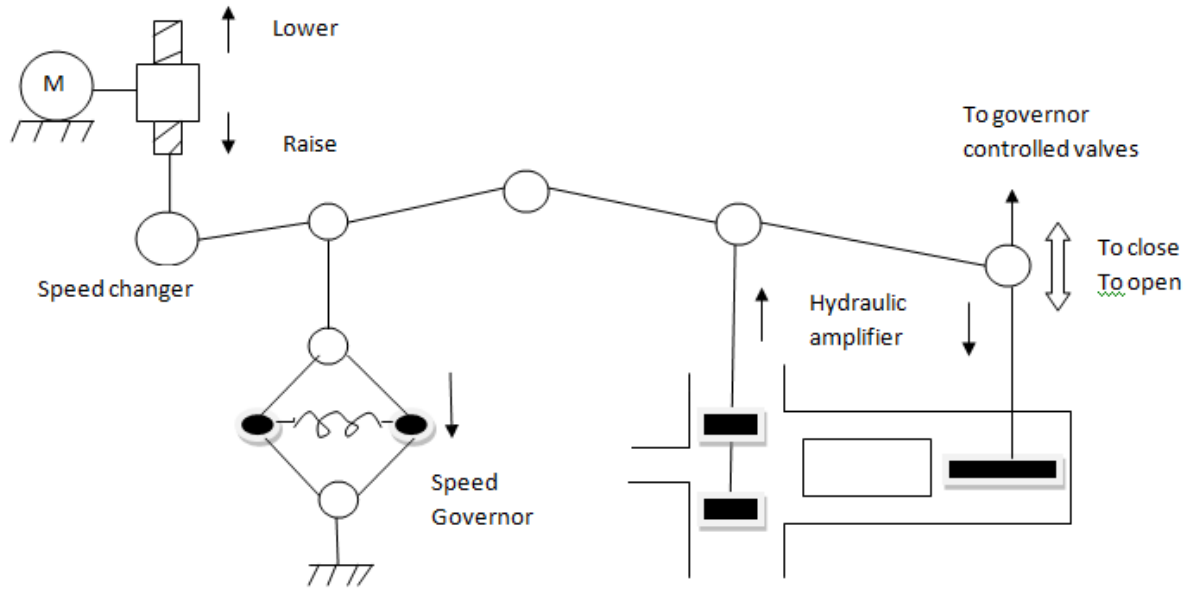 Lower
M
Raise
To governor
controlled valves
Speed changer
To close
To open
Hydraulic
amplifier
Speed
Governor